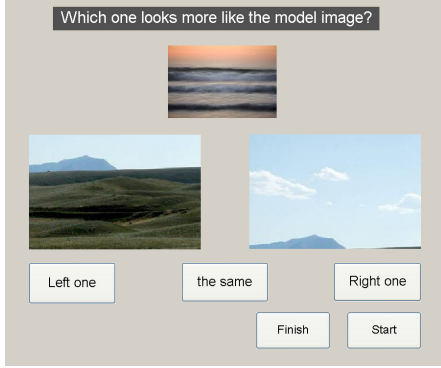 Which one looks more like the model image?
Left one
the same
Right one
Finish
Start